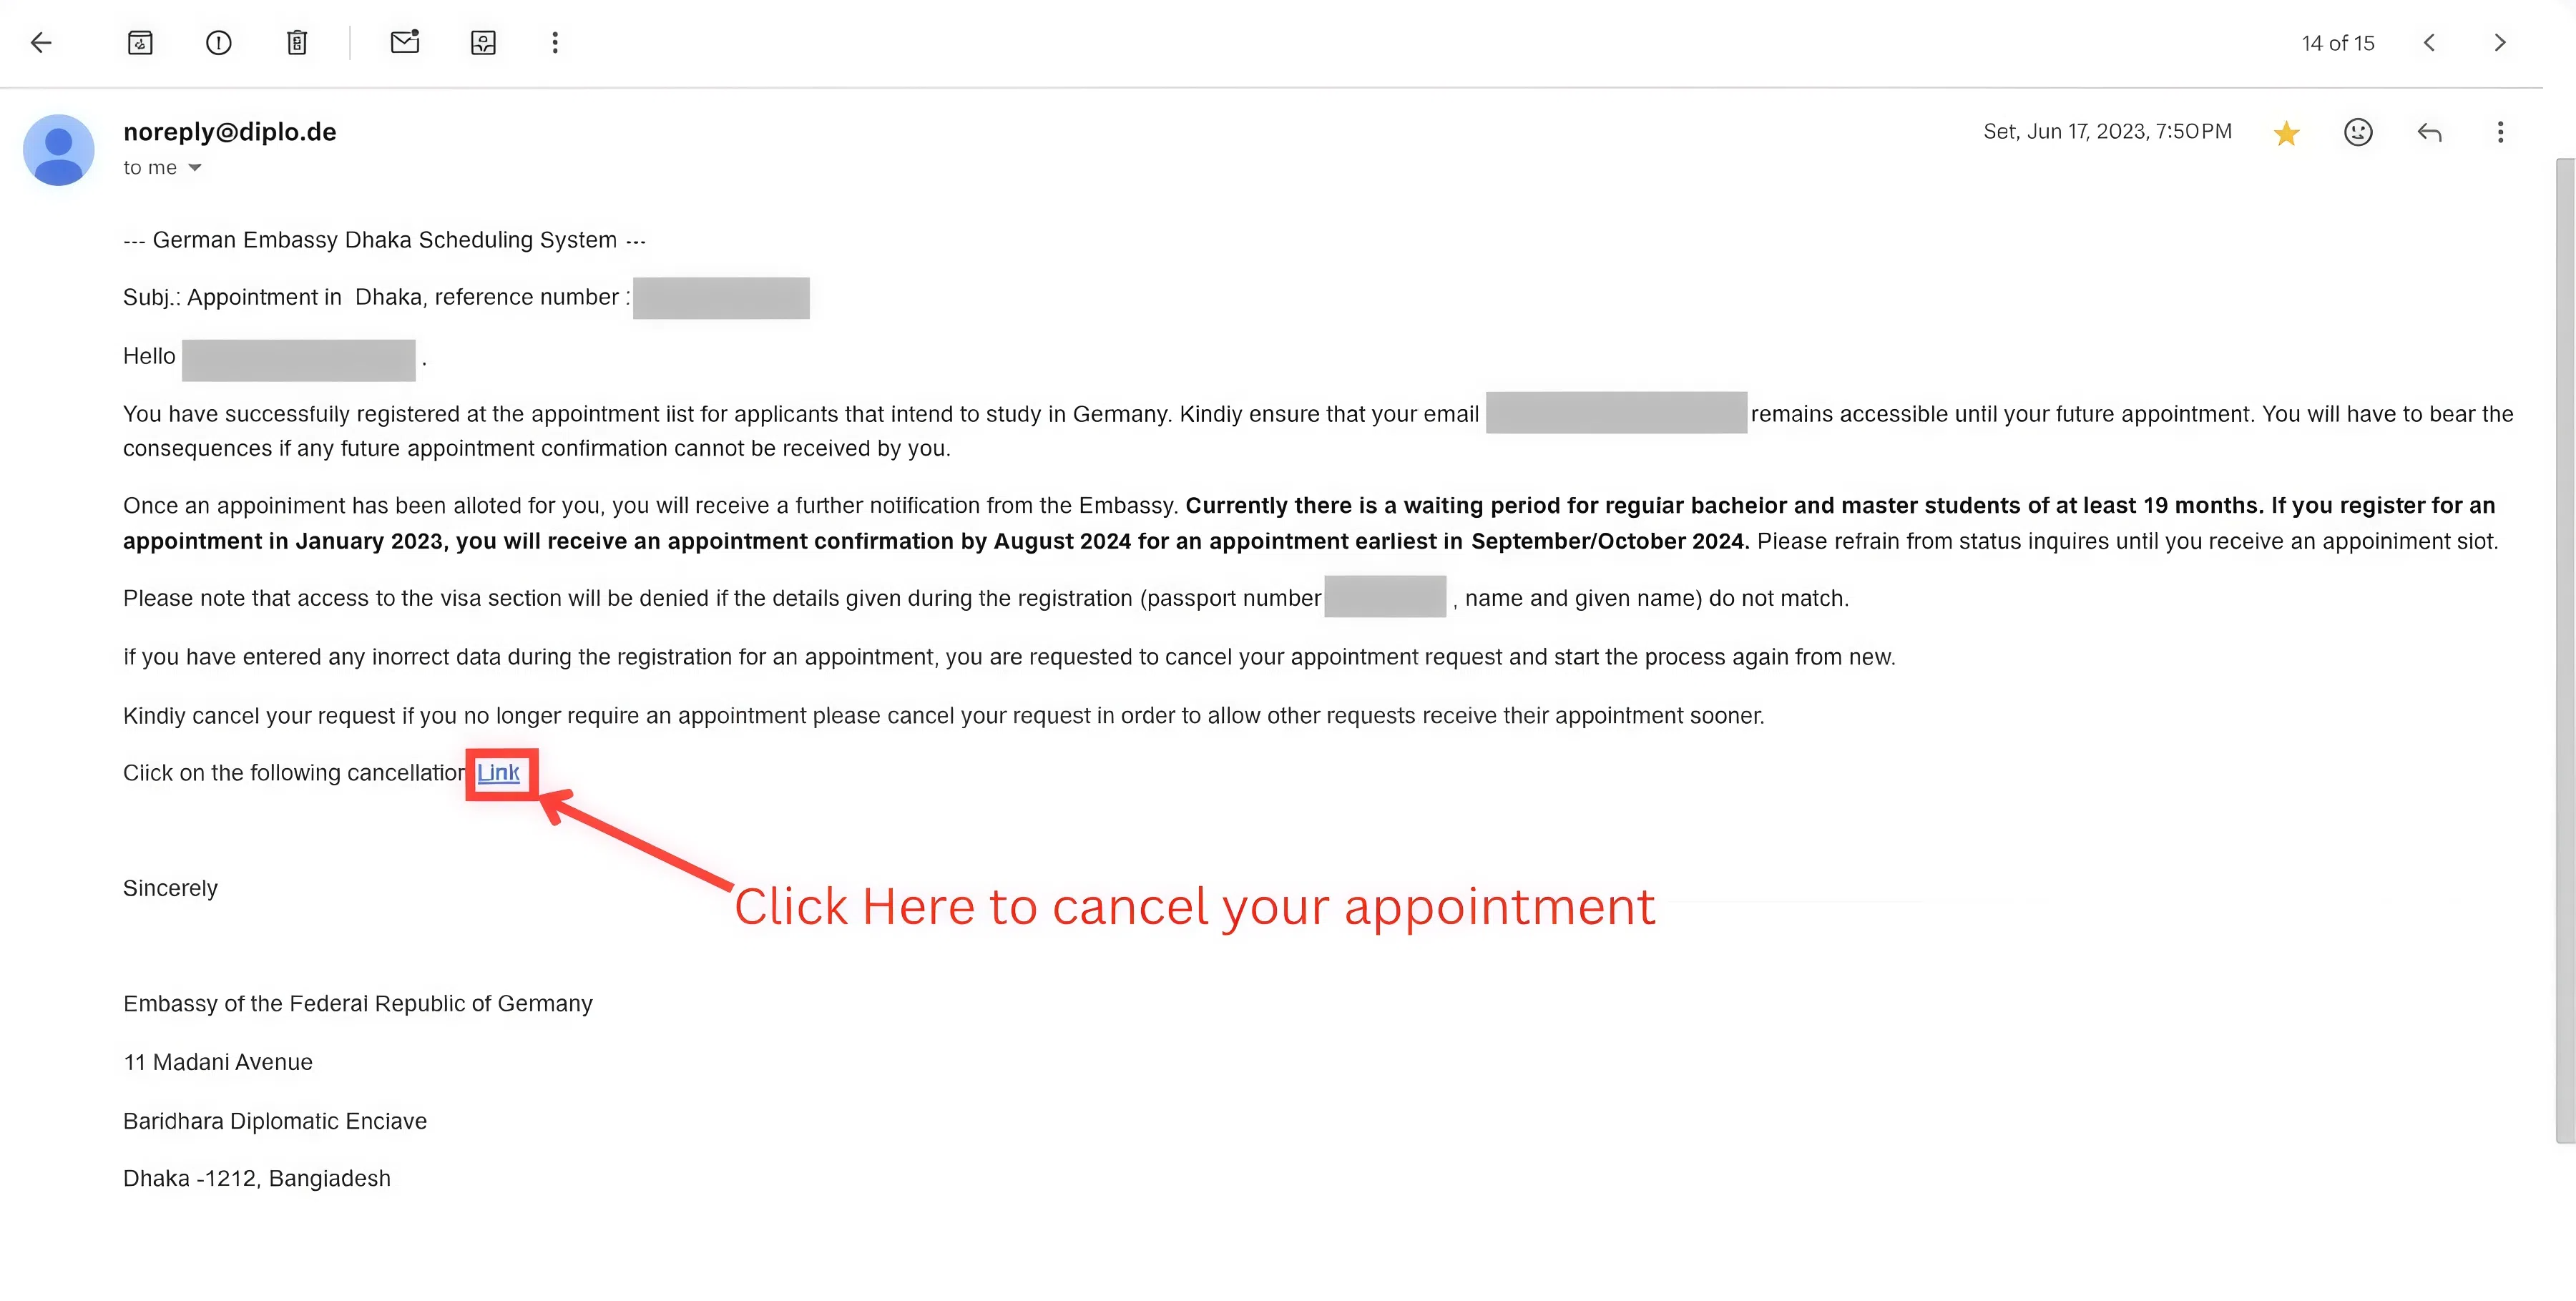 14 of 15
noreply@diplo.de
Set, Jun 17, 2023, 7:50PM
to me
--- German Embassy Dhaka Scheduling System ---
Subj.: Appointment in Dhaka, reference number :
Hello .
You have successfuily registered at the appointment iist for applicants that intend to study in Germany. Kindiy ensure that your email remains accessible until your future appointment. You will have to bear the
consequences if any future appointment confirmation cannot be received by you.
Once an appoiniment has been alloted for you, you will receive a further notification from the Embassy. Currently there is a waiting period for reguiar bachelor and master students of at least 19 months. If you register for an
appointment in January 2023, you will receive an appointment confirmation by August 2024 for an appointment earliest in September/October 2024. Piease refrain from status inquires until you receive an appoiniment siot.
Please note that access to the visa section will be denied if the details given during the registration (passport number , name and given name) do not match.
if you have entered any inorrect data during the registration for an appointment, you are requested to cancel your appointment request and start the process again from new.
Kindiy cancel your request if you no longer require an appointment please cancel your request in order to allow other requests receive their appointment sooner.
Click on the following cancellation Link
Sincerely
Click Here to cancel your appointment
Embassy of the Federai Republic of Germany
11 Madani Avenue
Baridhara Diplomatic Enciave
Dhaka -1212, Bangiadesh